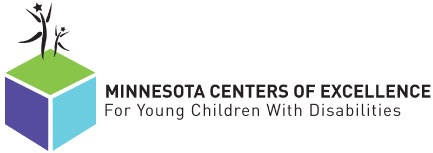 MINNESOTA CENTERS OF EXCELLENCE
For Young Children With Disabilities